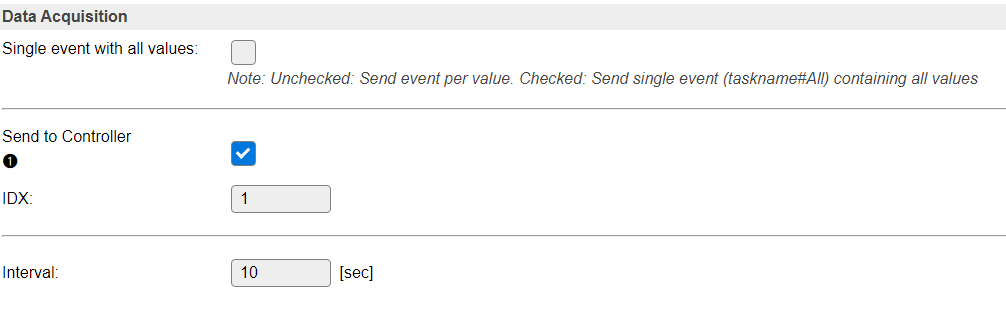 Data Acquisition
Single event with all values:
Note: Unchecked: Send event per value. Checked: Send single event (taskname#All) containing all values
Send to Controller
❶
IDX: 1
Interval: 10 [sec]